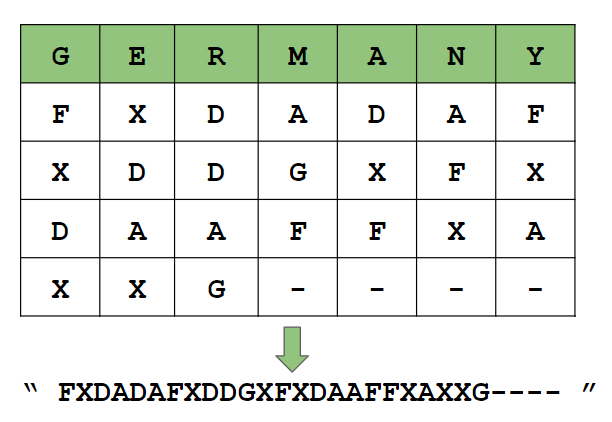 G E R M A N Y
F X D A D A F
X D D G X F X
D A A F F X A
X X G - - - -
“ FXDADAFXDDGXFXDAAFFXAXXG---- ”